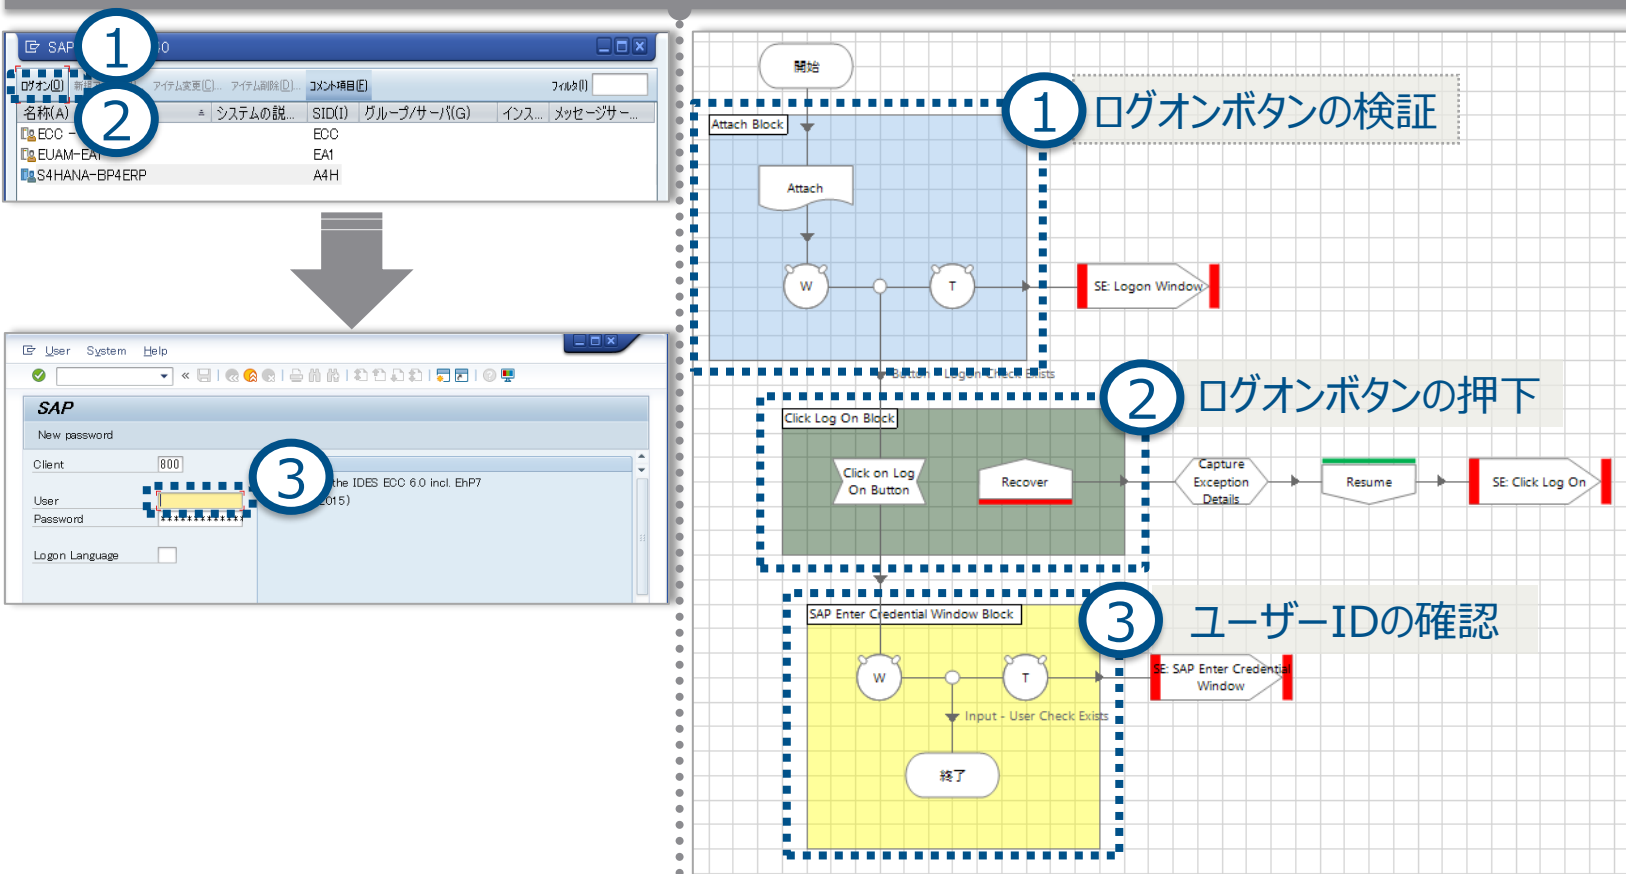 SAP
1
ログオン(O)
アイテム変更(C)... アイテム削除(D)... コメント項目(F)
フィルタ(I)
2
名称(A)
システムの説... SID(I) グループ/サーバ(G) インス... メッセージサー...
ECC -
ECC
EUAM-EA1
EA1
S4HANA-BP4ERP
A4H
User System Help
SAP
New password
Client 800
3
the IDES ECC 6.0 incl. EhP7
User
2015)
Password ************
Logon Language
開始
1 ログオンボタンの検証
Attach Block
Attach
W
T
SE: Logon Window
Button - Logon Check Exists
2 ログオンボタンの押下
Click Log On Block
Click on Log
On Button
Recover
Capture
Exception
Details
Resume
SE: Click Log On
3 ユーザーIDの確認
SAP Enter Credential Window Block
W
T
SE: SAP Enter Credential
Window
Input - User Check Exists
終了